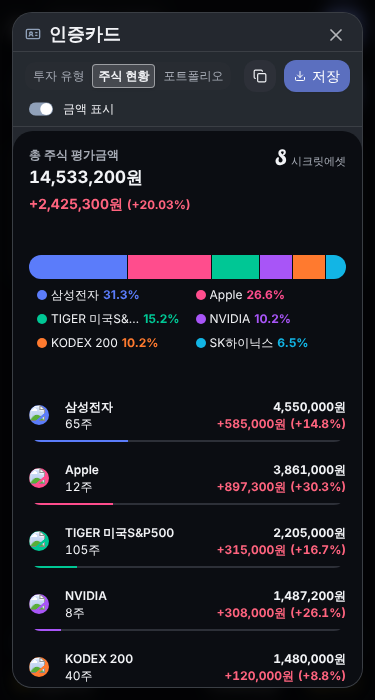 인증카드
투자 유형 주식 현황 포트폴리오 저장
금액 표시
총 주식 평가금액
시크릿에셋
14,533,200원
+2,425,300원 (+20.03%)
삼성전자 31.3% Apple 26.6%
TIGER 미국S&... 15.2% NVIDIA 10.2%
KODEX 200 10.2% SK하이닉스 6.5%
삼성전자 4,550,000원
65주 +585,000원 (+14.8%)
Apple 3,861,000원
12주 +897,300원 (+30.3%)
TIGER 미국S&P500 2,205,000원
105주 +315,000원 (+16.7%)
NVIDIA 1,487,200원
8주 +308,000원 (+26.1%)
KODEX 200 1,480,000원
40주 +120,000원 (+8.8%)